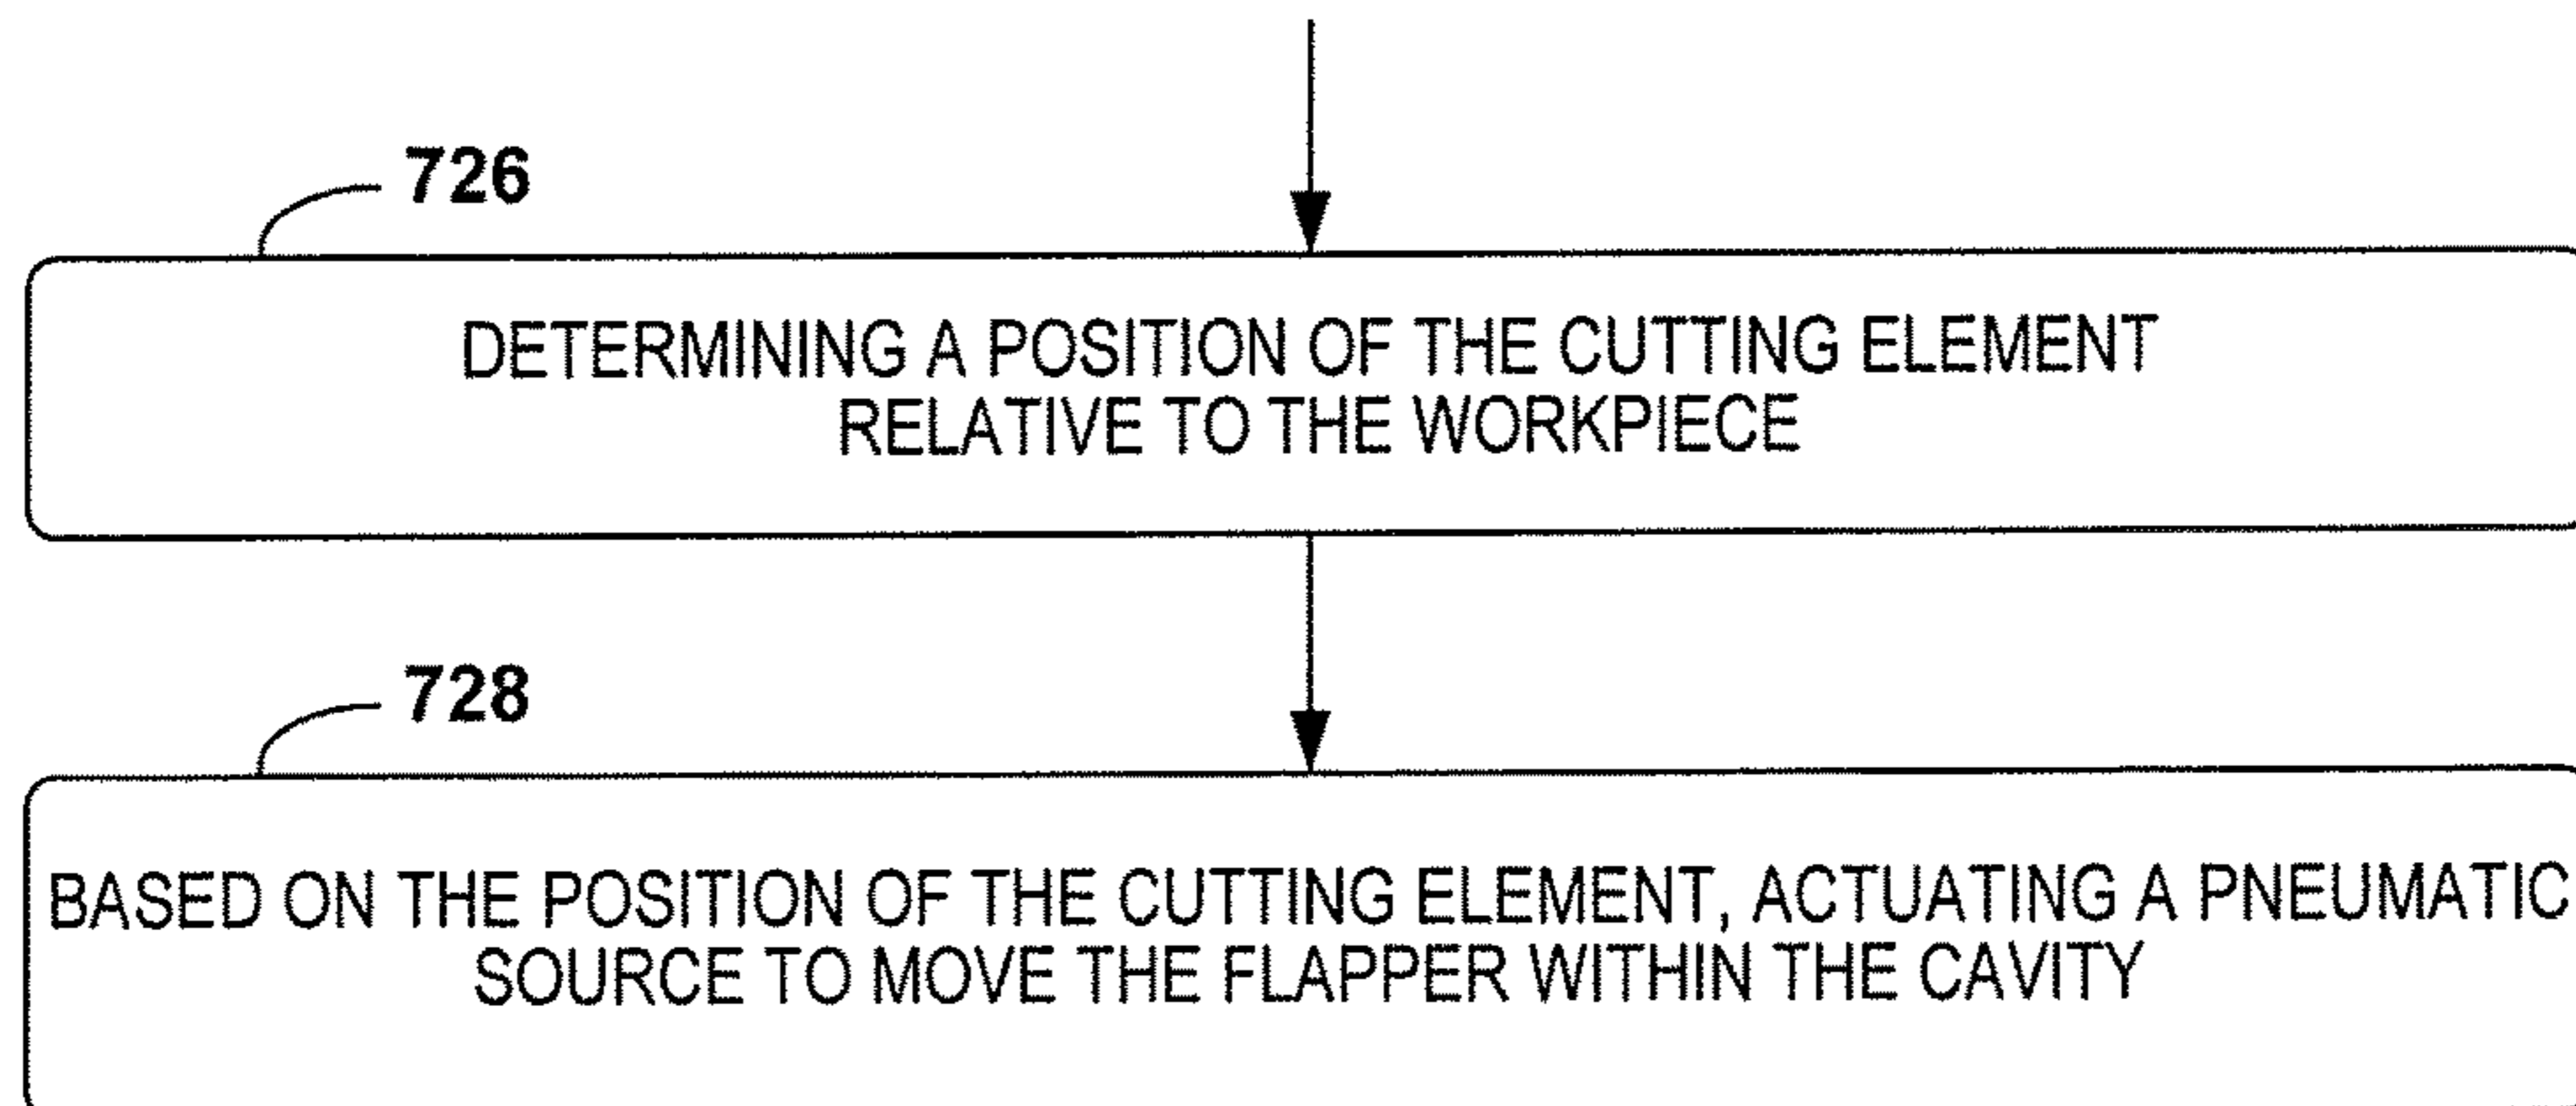 726
DETERMINING A POSITION OF THE CUTTING ELEMENT
RELATIVE TO THE WORKPIECE
728
BASED ON THE POSITION OF THE CUTTING ELEMENT, ACTUATING A PNEUMATIC
SOURCE TO MOVE THE FLAPPER WITHIN THE CAVITY